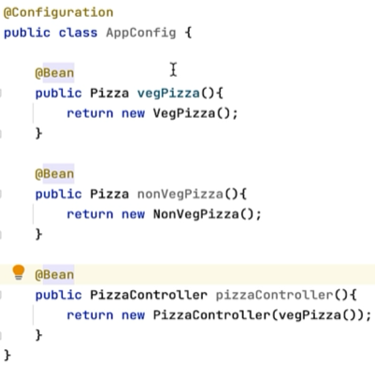 @Configuration
public class AppConfig {
@Bean
public Pizza vegPizza(){
return new VegPizza();
}
@Bean
public Pizza nonVegPizza(){
return new NonVegPizza();
}
@Bean
public PizzaController pizzaController(){
return new PizzaController(vegPizza());
}
}